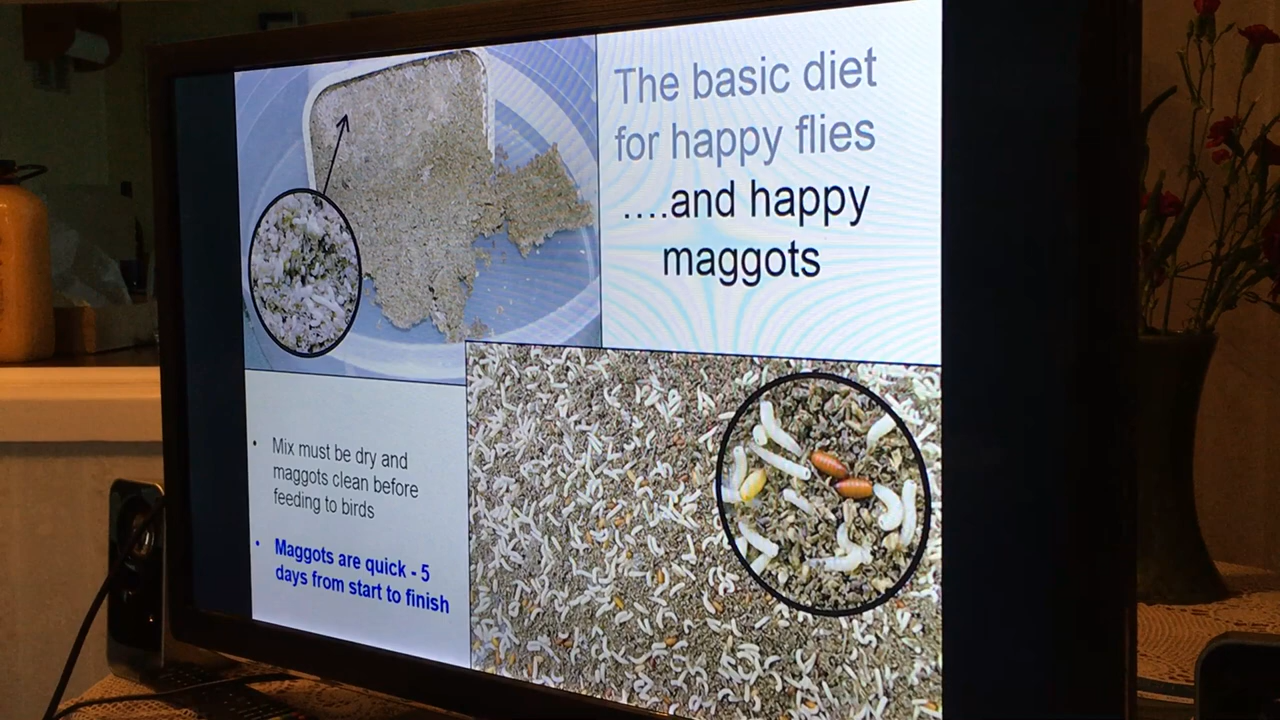 The basic diet
for happy flies
....and happy
maggots
• Mix must be dry and
maggots clean before
feeding to birds
• Maggots are quick - 5
days from start to finish